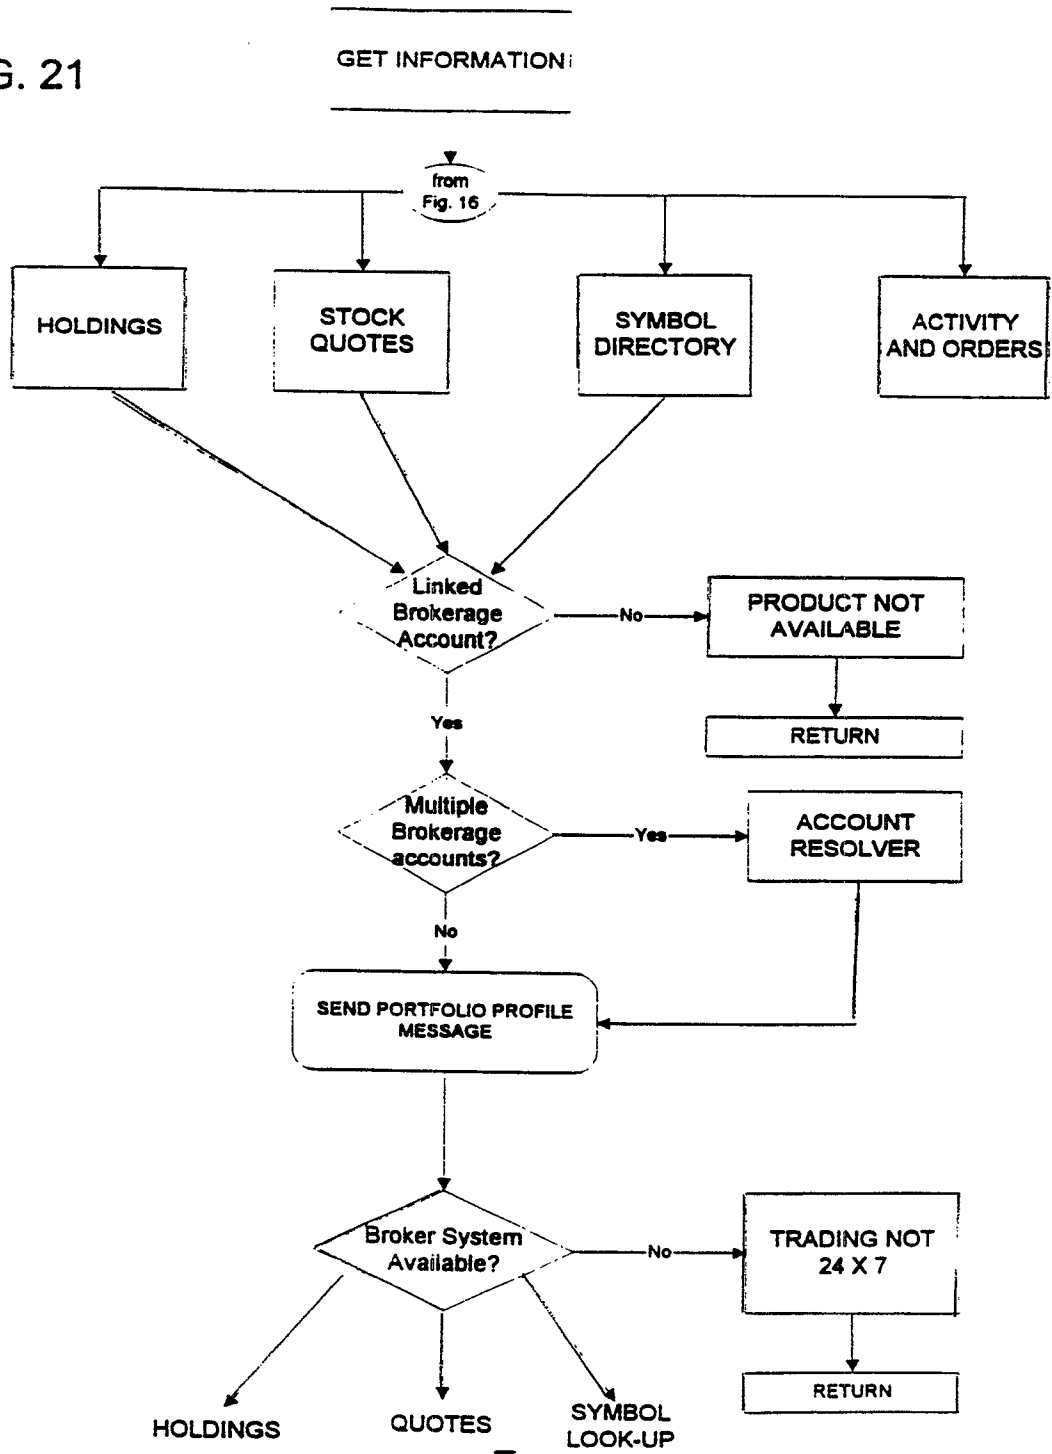 G. 21
GET INFORMATION
from
Fig. 16
HOLDINGS
STOCK
QUOTES
SYMBOL
DIRECTORY
ACTIVITY
AND ORDERS
Linked
Brokerage
Account?
No
PRODUCT NOT
AVAILABLE
RETURN
Yes
Multiple
Brokerage
accounts?
Yes
ACCOUNT
RESOLVER
No
SEND PORTFOLIO PROFILE
MESSAGE
Broker System
Available?
No
TRADING NOT
24 X 7
RETURN
HOLDINGS
QUOTES
SYMBOL
LOOK-UP